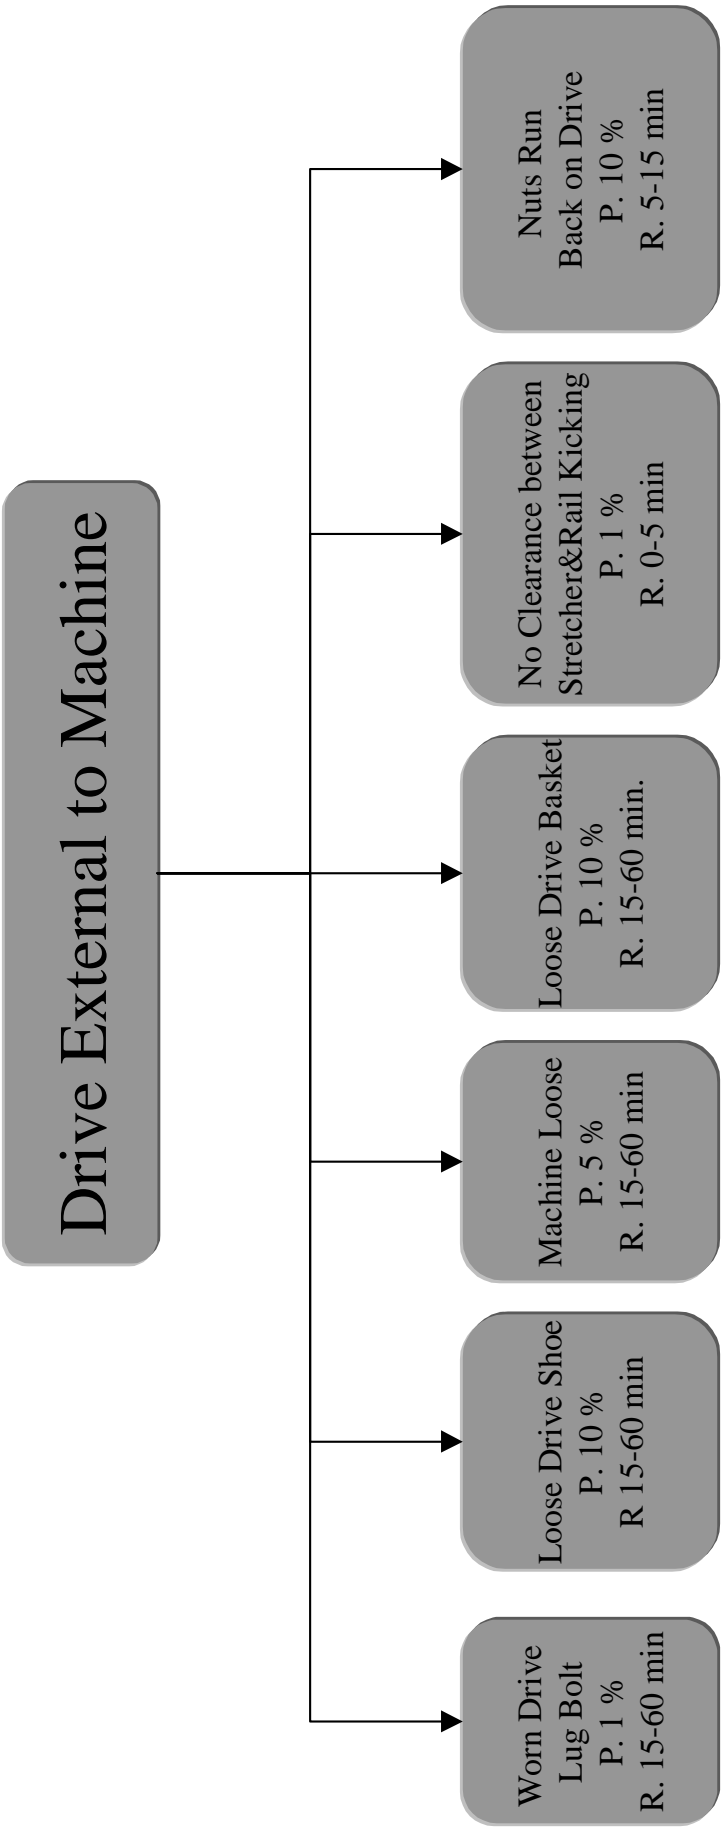 Drive External to Machine
Worn Drive
Lug Bolt
P. 1 %
R. 15-60 min
Loose Drive Shoe
P. 10 %
R 15-60 min
Machine Loose
P. 5 %
R. 15-60 min
Loose Drive Basket
P. 10 %
R. 15-60 min.
No Clearance between
Stretcher&Rail Kicking
P. 1 %
R. 0-5 min
Nuts Run
Back on Drive
P. 10 %
R. 5-15 min